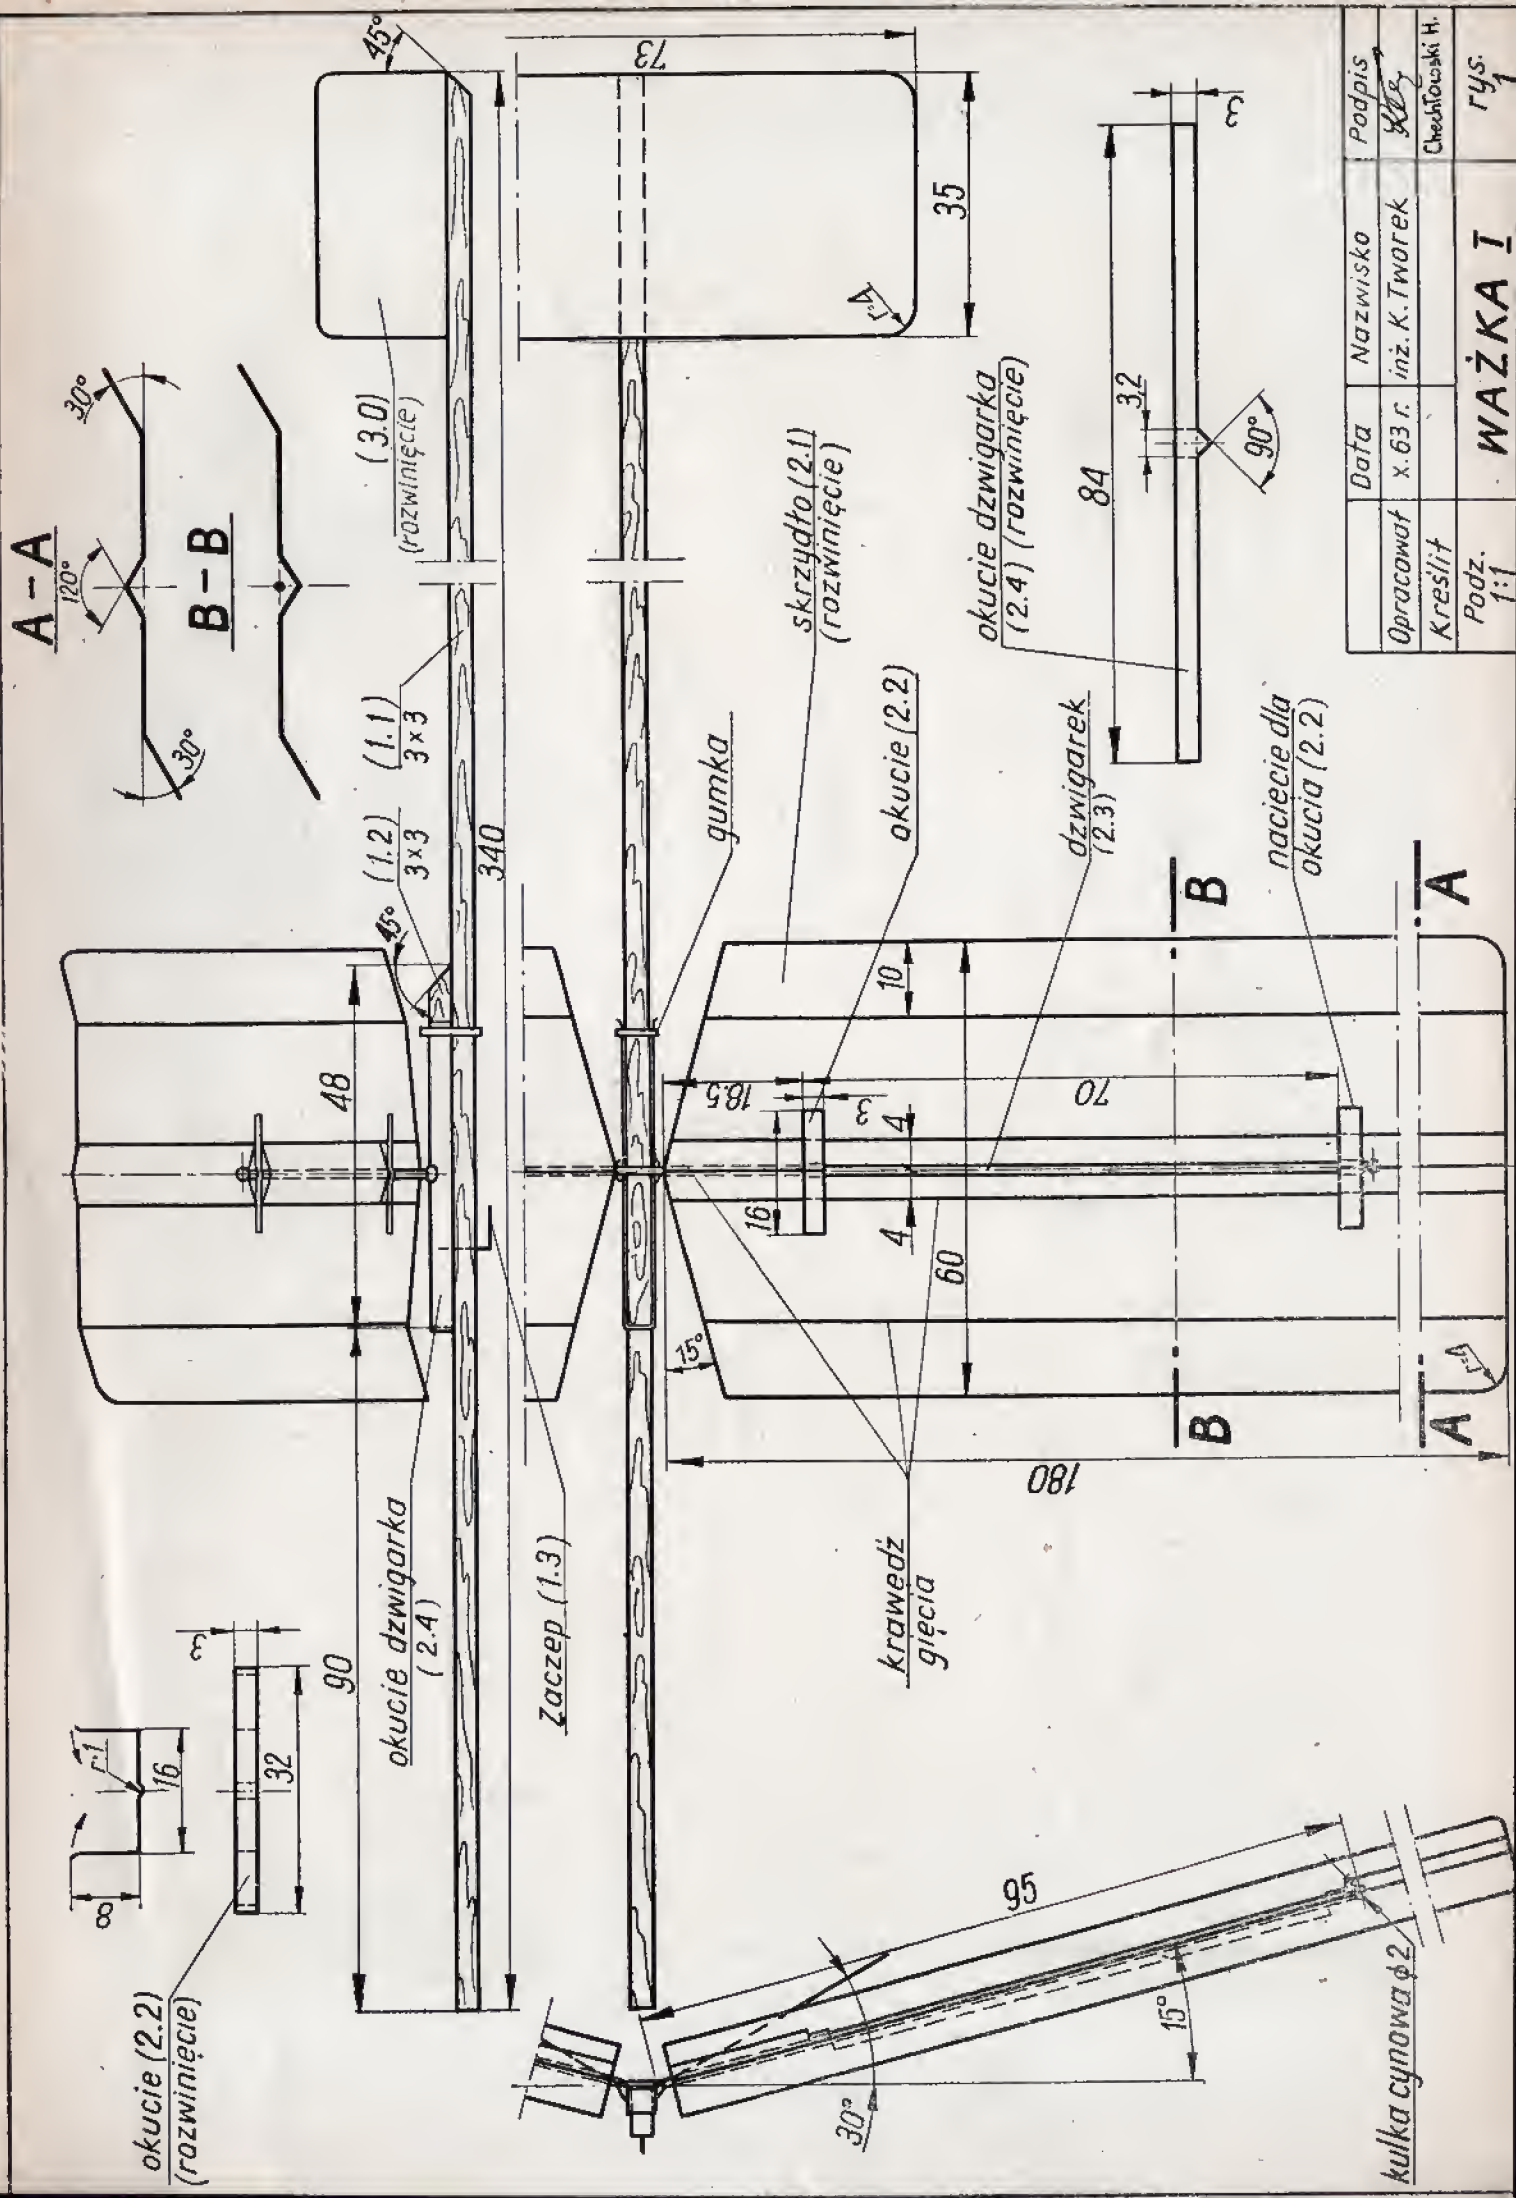 A-A
120°
30°
30°
B-B
okucie (2.2)
(rozwinięcie)
8
r·1
16
3
32
90
48
45°
(1.2)
3×3
(1.1)
3×3
(3.0)
(rozwinięcie)
45°
340
73
35
r=4
okucie dzwigarka
(2.4)
Zaczep (1.3)
gumka
skrzydło (2.1)
(rozwinięcie)
okucie (2.2)
okucie dzwigarka
(2.4) (rozwinięcie)
84
3,2
90°
3
dzwigarek
(2.3)
nacięcie dla
okucia (2.2)
krawędź
gięcia
15°
18.5
16
3
4
4
10
60
70
180
r=4
B
B
A
A
95
30°
15°
kulka cynowa ϕ2
Data
Nazwisko
Podpis
Opracował
x.63 r.
inż. K. Tworek
Kreślił
Chechłowski H.
Podz.
1:1
WAŻKA I
rys.
1